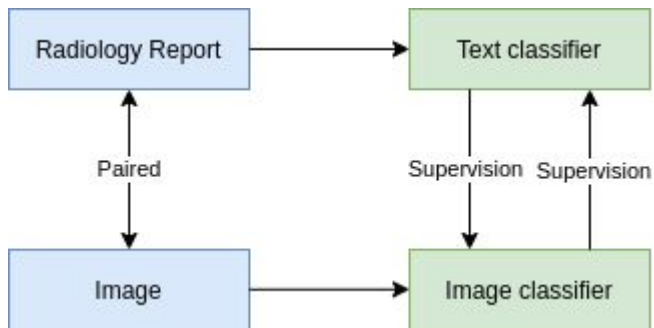 Radiology Report
Text classifier
Paired
Supervision
Supervision
Image
Image classifier